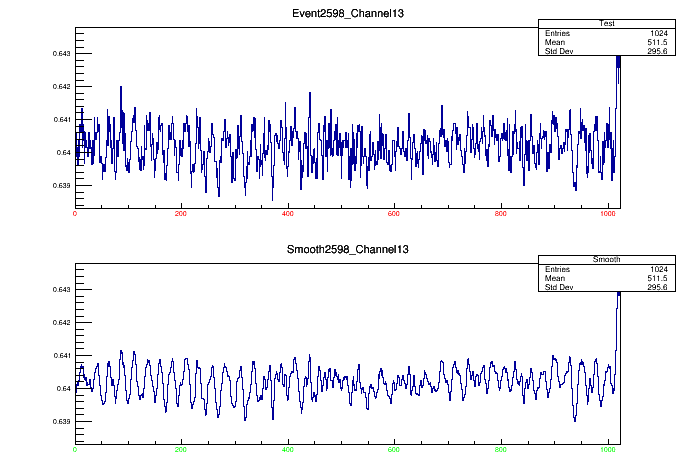 Event2598_Channel13
Test
Entries 1024
Mean 511.5
Std Dev 295.6
0.643
0.642
0.641
0.64
0.639
0 200 400 600 800 1000
Smooth2598_Channel13
Smooth
Entries 1024
Mean 511.5
Std Dev 295.6
0.643
0.642
0.641
0.64
0.639
0 200 400 600 800 1000